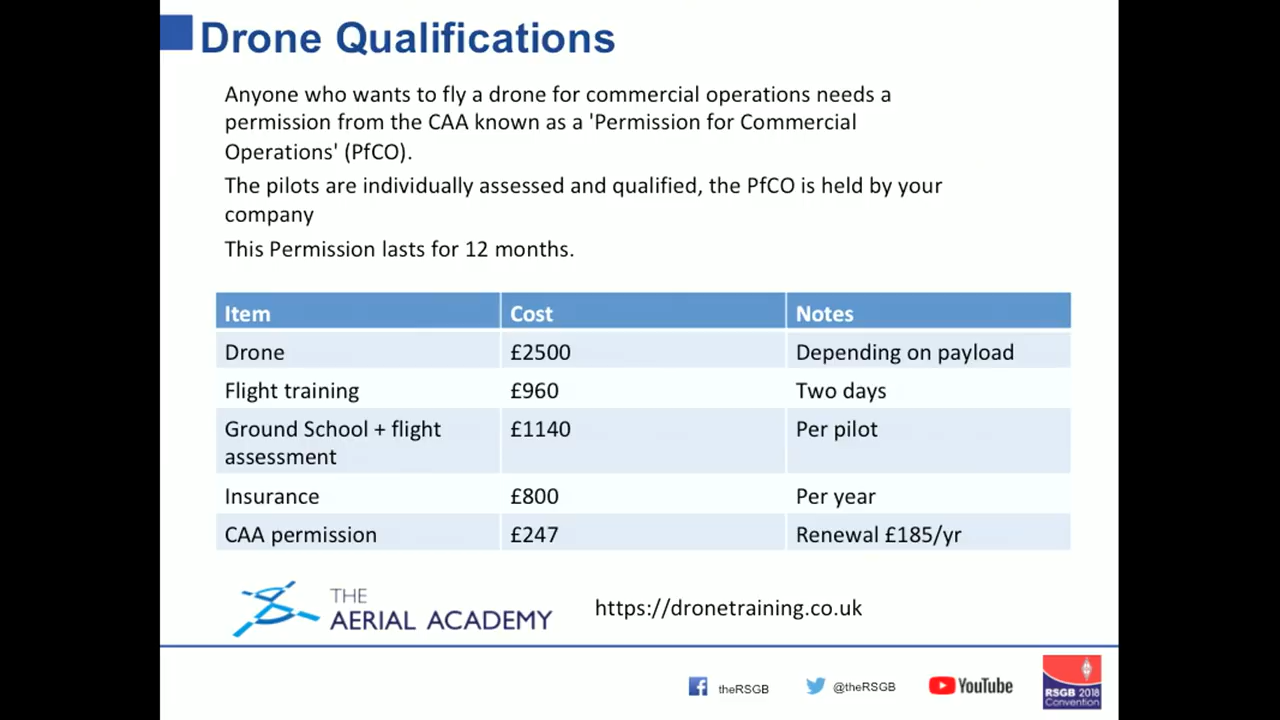 Drone Qualifications
Anyone who wants to fly a drone for commercial operations needs a
permission from the CAA known as a 'Permission for Commercial
Operations' (PfCO).
The pilots are individually assessed and qualified, the PfCO is held by your
company
This Permission lasts for 12 months.
Item Cost Notes
Drone £2500 Depending on payload
Flight training £960 Two days
Ground School + flight £1140 Per pilot
assessment
Insurance £800 Per year
CAA permission £247 Renewal £185/yr
THE
AERIAL ACADEMY
https://dronetraining.co.uk
theRSGB @theRSGB YouTube
RSGB 2018
Convention